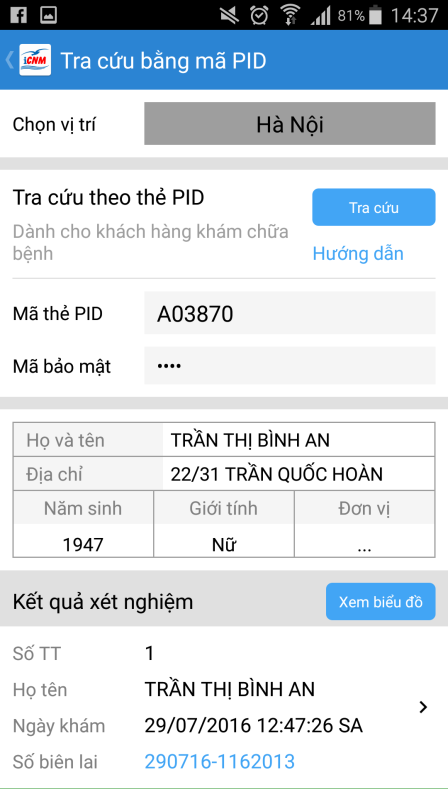 81% 14:37
iCNM Tra cứu bằng mã PID
Chọn vị trí Hà Nội
Tra cứu theo thẻ PID
Tra cứu
Dành cho khách hàng khám chữa
bệnh
Hướng dẫn
Mã thẻ PID A03870
Mã bảo mật ••••
Họ và tên TRẦN THỊ BÌNH AN
Địa chỉ 22/31 TRẦN QUỐC HOÀN
Năm sinh Giới tính Đơn vị
1947 Nữ ...
Kết quả xét nghiệm Xem biểu đồ
Số TT 1
Họ tên TRẦN THỊ BÌNH AN
Ngày khám 29/07/2016 12:47:26 SA
Số biên lai 290716-1162013